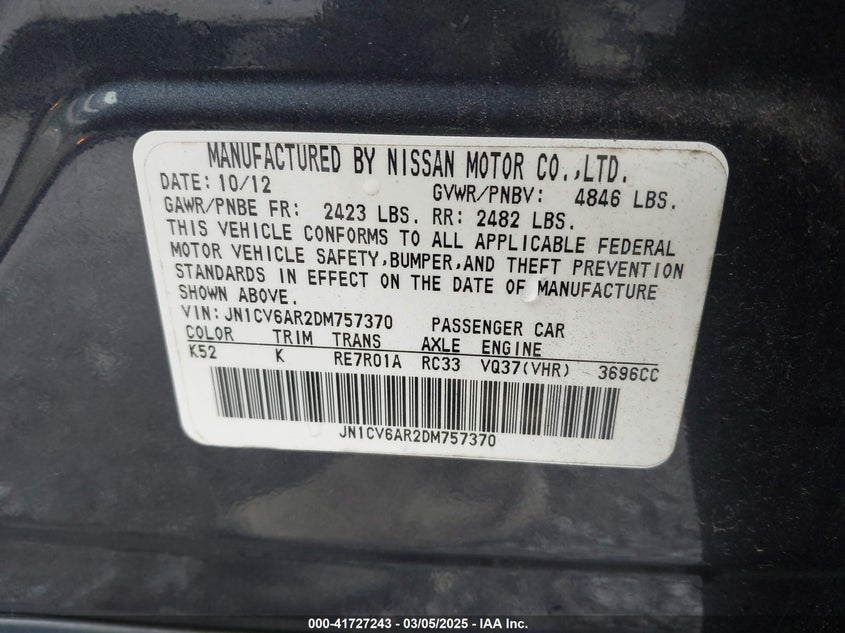 MANUFACTURED BY NISSAN MOTOR CO.,LTD.
DATE: 10/12 GVWR/PNBV: 4846 LBS.
GAWR/PNBE FR: 2423 LBS. RR: 2482 LBS.
THIS VEHICLE CONFORMS TO ALL APPLICABLE FEDERAL
MOTOR VEHICLE SAFETY,BUMPER,AND THEFT PREVENTION
STANDARDS IN EFFECT ON THE DATE OF MANUFACTURE
SHOWN ABOVE.
VIN: JN1CV6AR2DM757370 PASSENGER CAR
COLOR TRIM TRANS AXLE ENGINE
K52 K RE7R01A RC33 VQ37(VHR) 3696CC
JN1CV6AR2DM757370
000-41727243 - 03/05/2025 - IAA Inc.